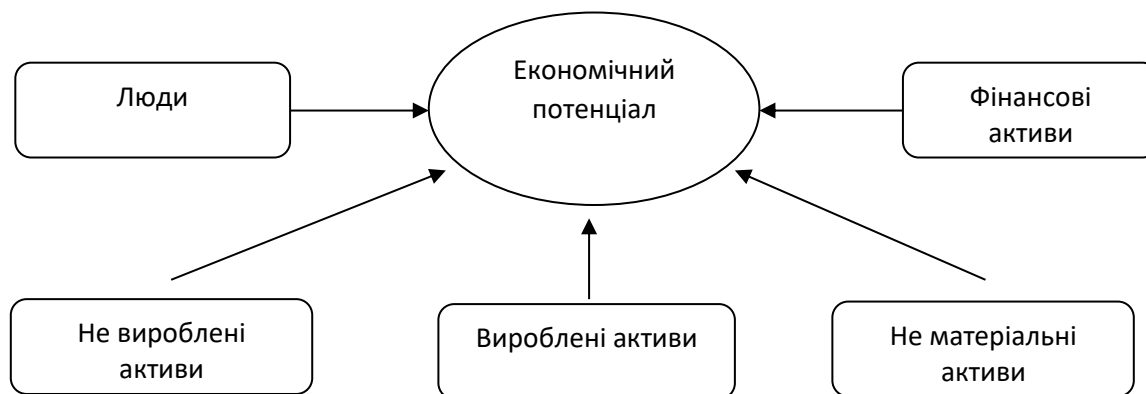 Економічний
потенціал
Люди
Фінансові
активи
Не вироблені
активи
Вироблені активи
Не матеріальні
активи